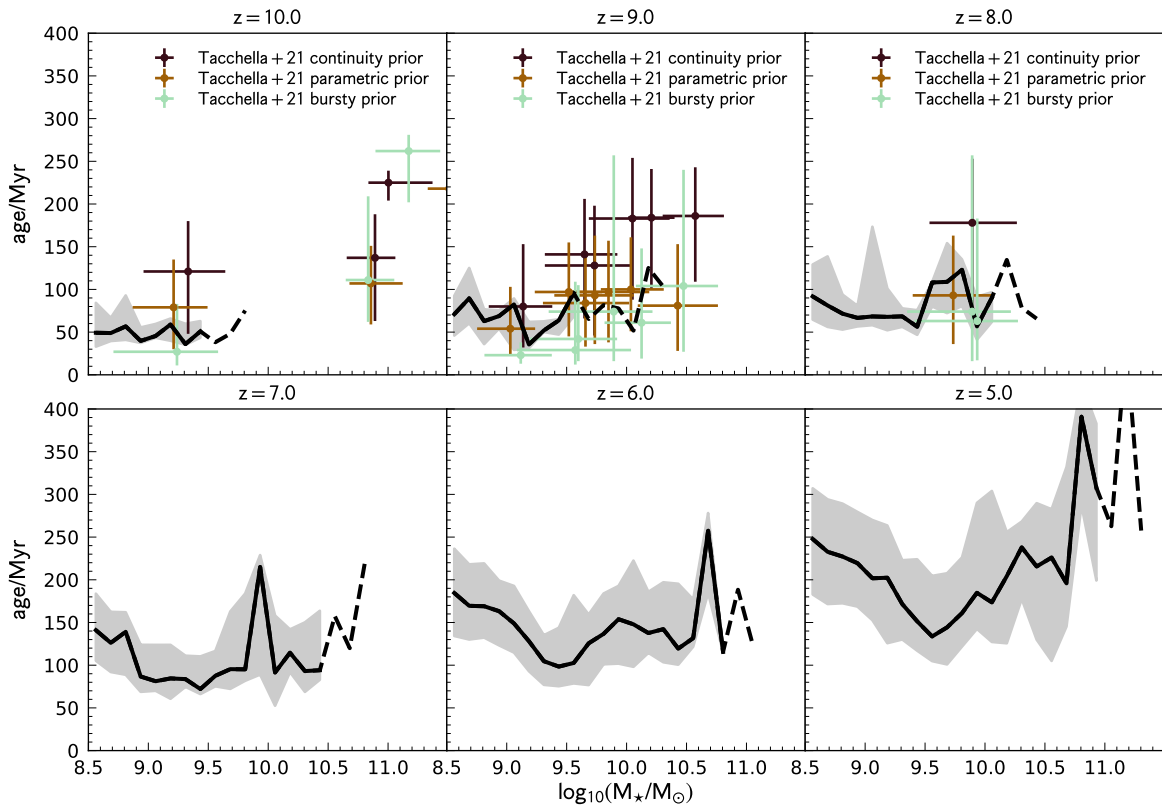 z = 10.0
z = 9.0
z = 8.0
400
350
300
250
200
150
100
50
0
age/Myr
Tacchella + 21 continuity prior
Tacchella + 21 parametric prior
Tacchella + 21 bursty prior
Tacchella + 21 continuity prior
Tacchella + 21 parametric prior
Tacchella + 21 bursty prior
Tacchella + 21 continuity prior
Tacchella + 21 parametric prior
Tacchella + 21 bursty prior
z = 7.0
z = 6.0
z = 5.0
400
350
300
250
200
150
100
50
0
age/Myr
8.5 9.0 9.5 10.0 10.5 11.0 8.5 9.0 9.5 10.0 10.5 11.0 8.5 9.0 9.5 10.0 10.5 11.0
log₁₀(M⋆/M⊙)